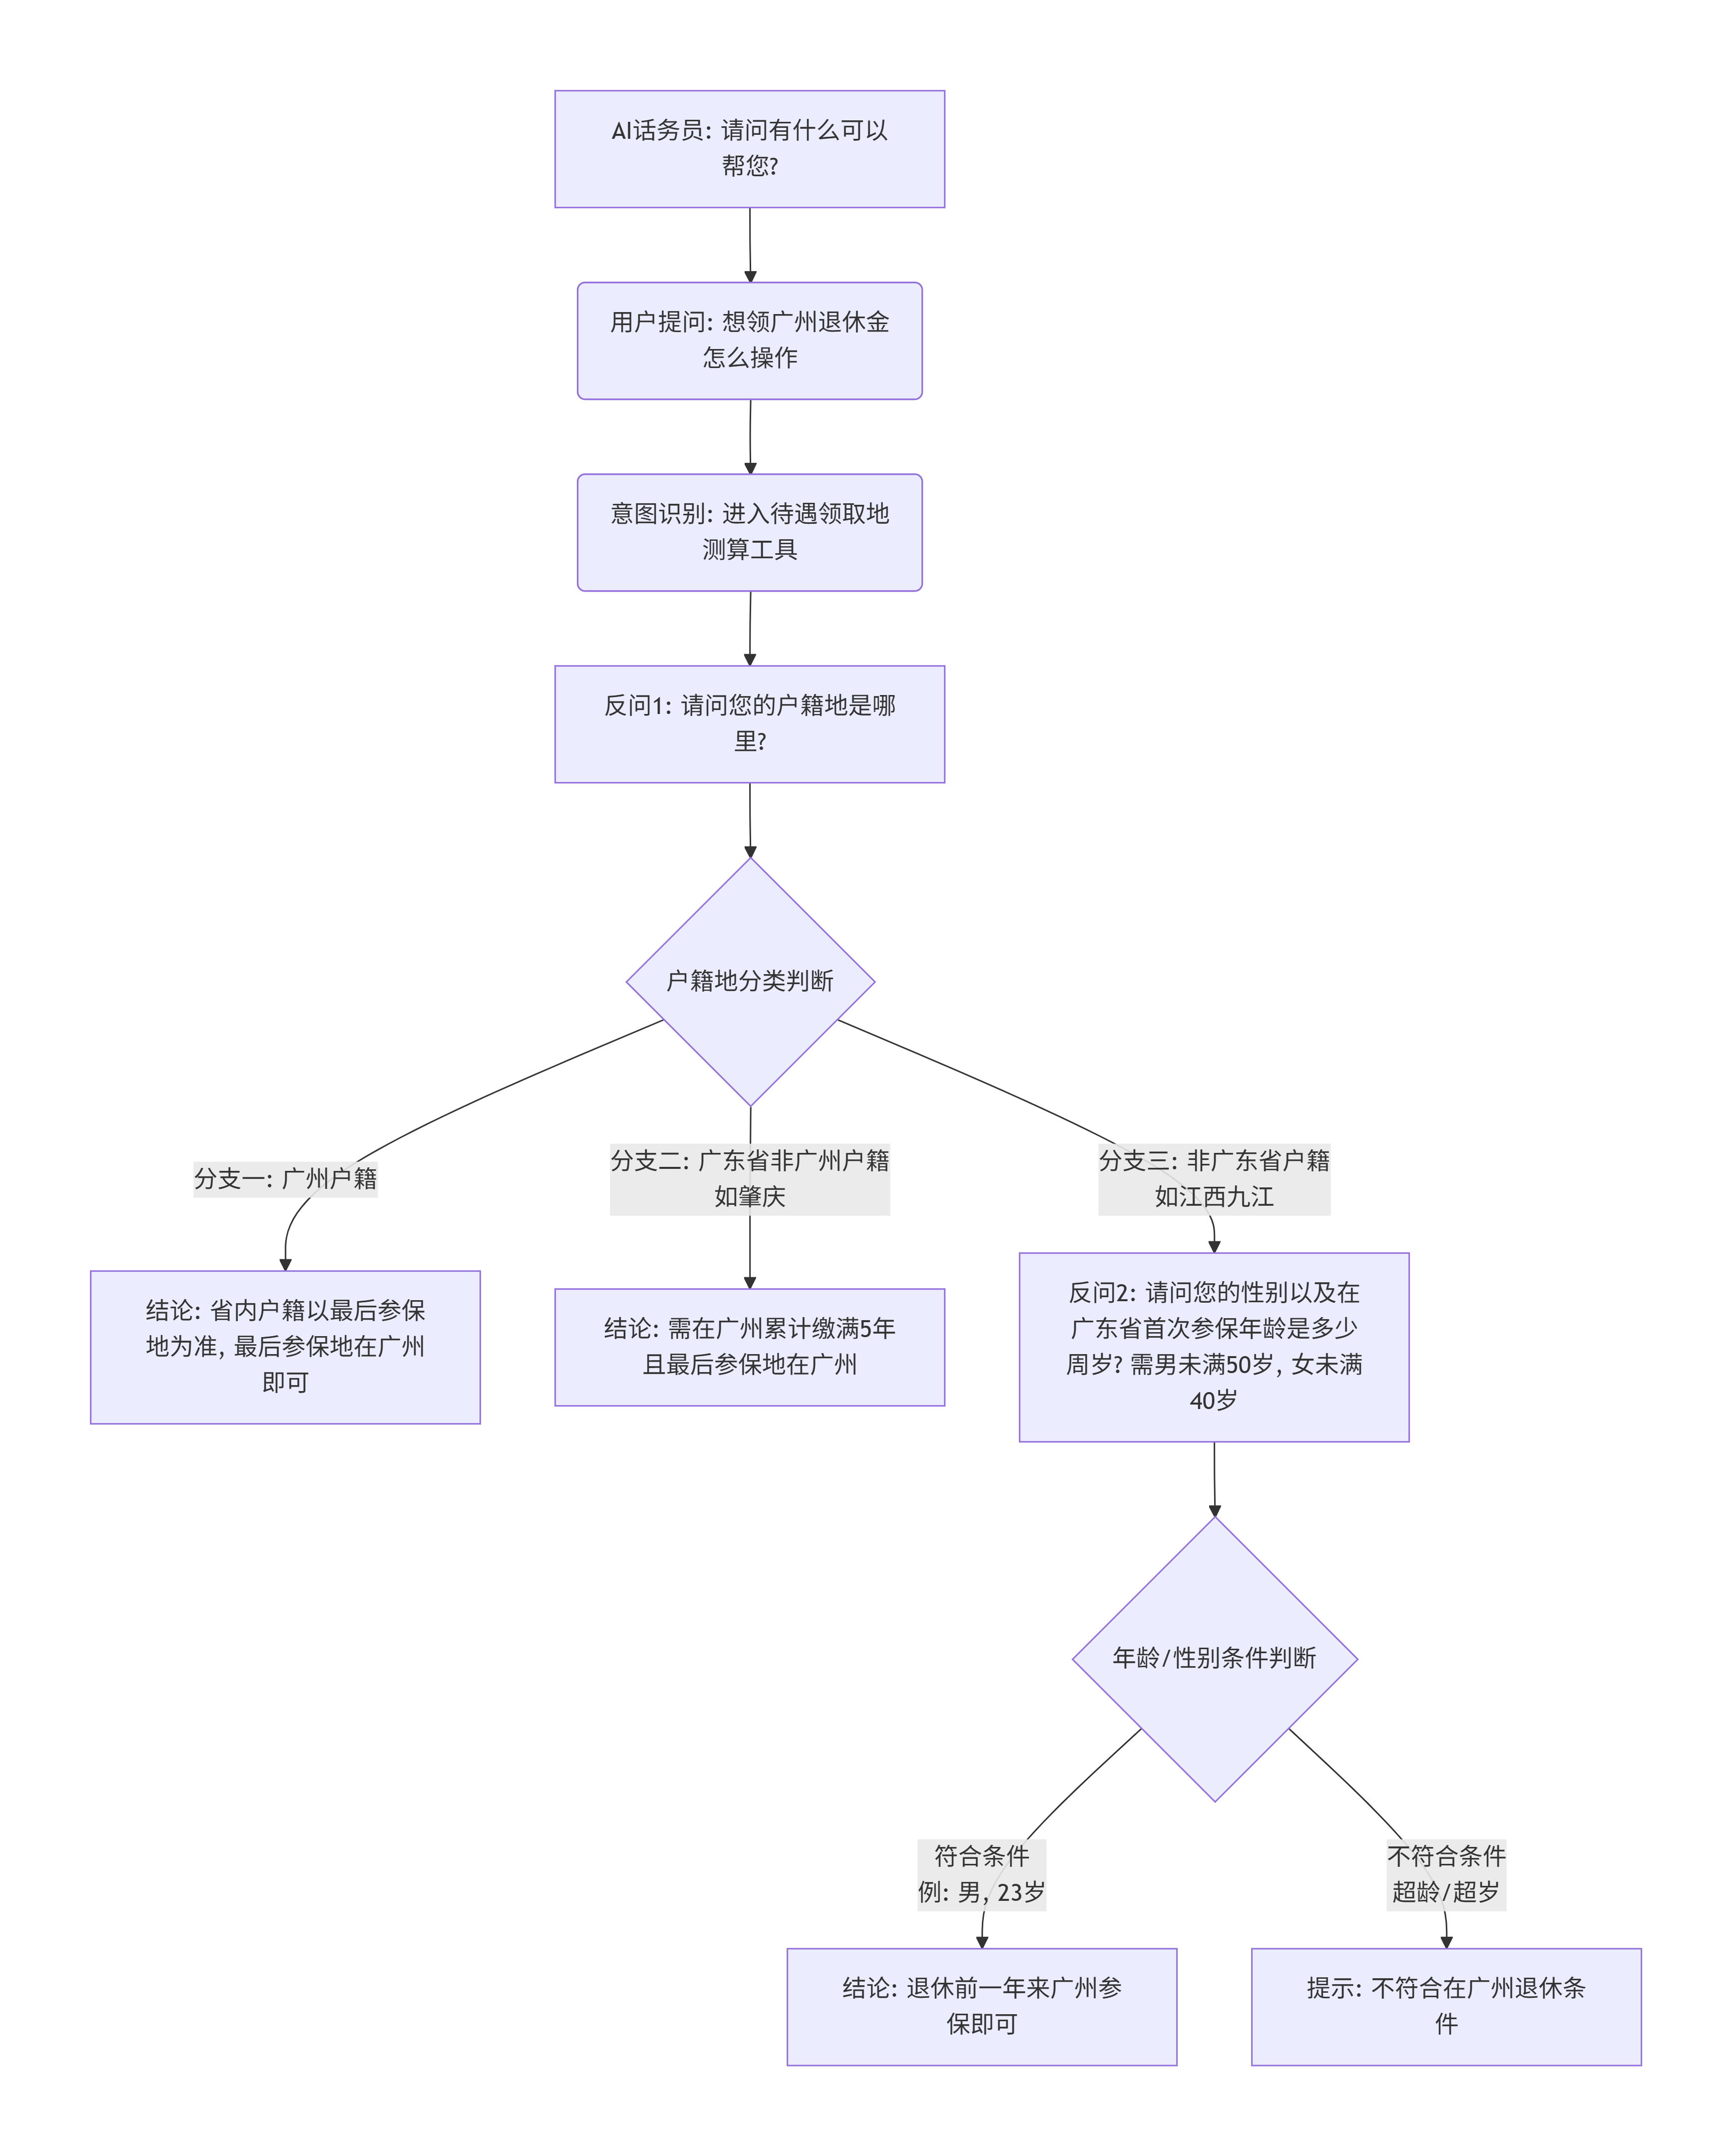 AI话务员: 请问有什么可以
帮您?
用户提问: 想领广州退休金
怎么操作
意图识别: 进入待遇领取地
测算工具
反问1: 请问您的户籍地是哪
里?
户籍地分类判断
分支一: 广州户籍
分支二: 广东省非广州户籍
如肇庆
分支三: 非广东省户籍
如江西九江
结论: 省内户籍以最后参保
地为准, 最后参保地在广州
即可
结论: 需在广州累计缴满5年
且最后参保地在广州
反问2: 请问您的性别以及在
广东省首次参保年龄是多少
周岁? 需男未满50岁, 女未满
40岁
年龄/性别条件判断
符合条件
例: 男, 23岁
不符合条件
超龄/超岁
结论: 退休前一年来广州参
保即可
提示: 不符合在广州退休条
件